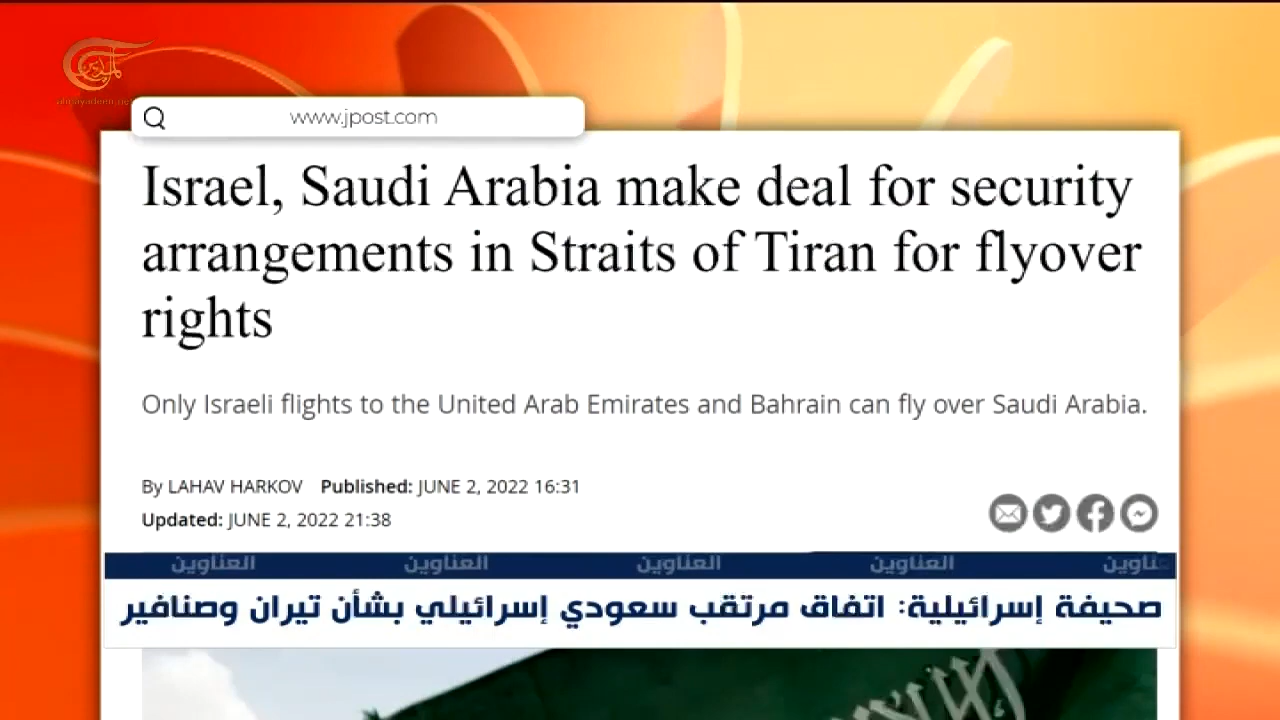 الميادين
almayadeen.net
www.jpost.com
Israel, Saudi Arabia make deal for security
arrangements in Straits of Tiran for flyover
rights
Only Israeli flights to the United Arab Emirates and Bahrain can fly over Saudi Arabia.
By LAHAV HARKOV Published: JUNE 2, 2022 16:31
Updated: JUNE 2, 2022 21:38
العناوين العناوين العناوين العناوين
صحيفة إسرائيلية: اتفاق مرتقب سعودي إسرائيلي بشأن تيران وصنافير